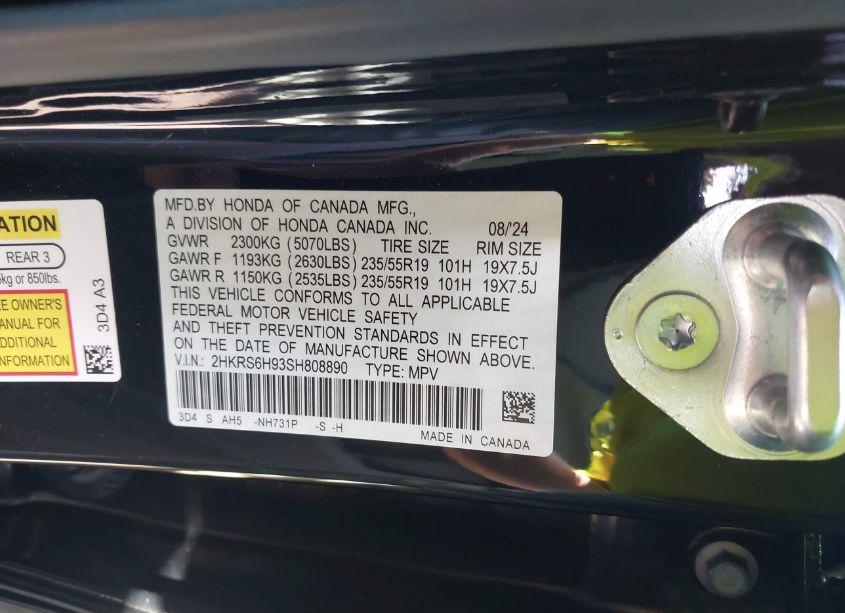 ATION
REAR 3
kg or 850lbs.
E OWNER'S
ANUAL FOR
ADDITIONAL
INFORMATION
3D4 A3
MFD.BY HONDA OF CANADA MFG.,
A DIVISION OF HONDA CANADA INC. 08/'24
GVWR 2300KG (5070LBS) TIRE SIZE RIM SIZE
GAWR F 1193KG (2630LBS) 235/55R19 101H 19X7.5J
GAWR R 1150KG (2535LBS) 235/55R19 101H 19X7.5J
THIS VEHICLE CONFORMS TO ALL APPLICABLE
FEDERAL MOTOR VEHICLE SAFETY
AND THEFT PREVENTION STANDARDS IN EFFECT
ON THE DATE OF MANUFACTURE SHOWN ABOVE.
V.I.N.: 2HKRS6H93SH808890 TYPE: MPV
3D4 S AH5 -NH731P -S -H
MADE IN CANADA